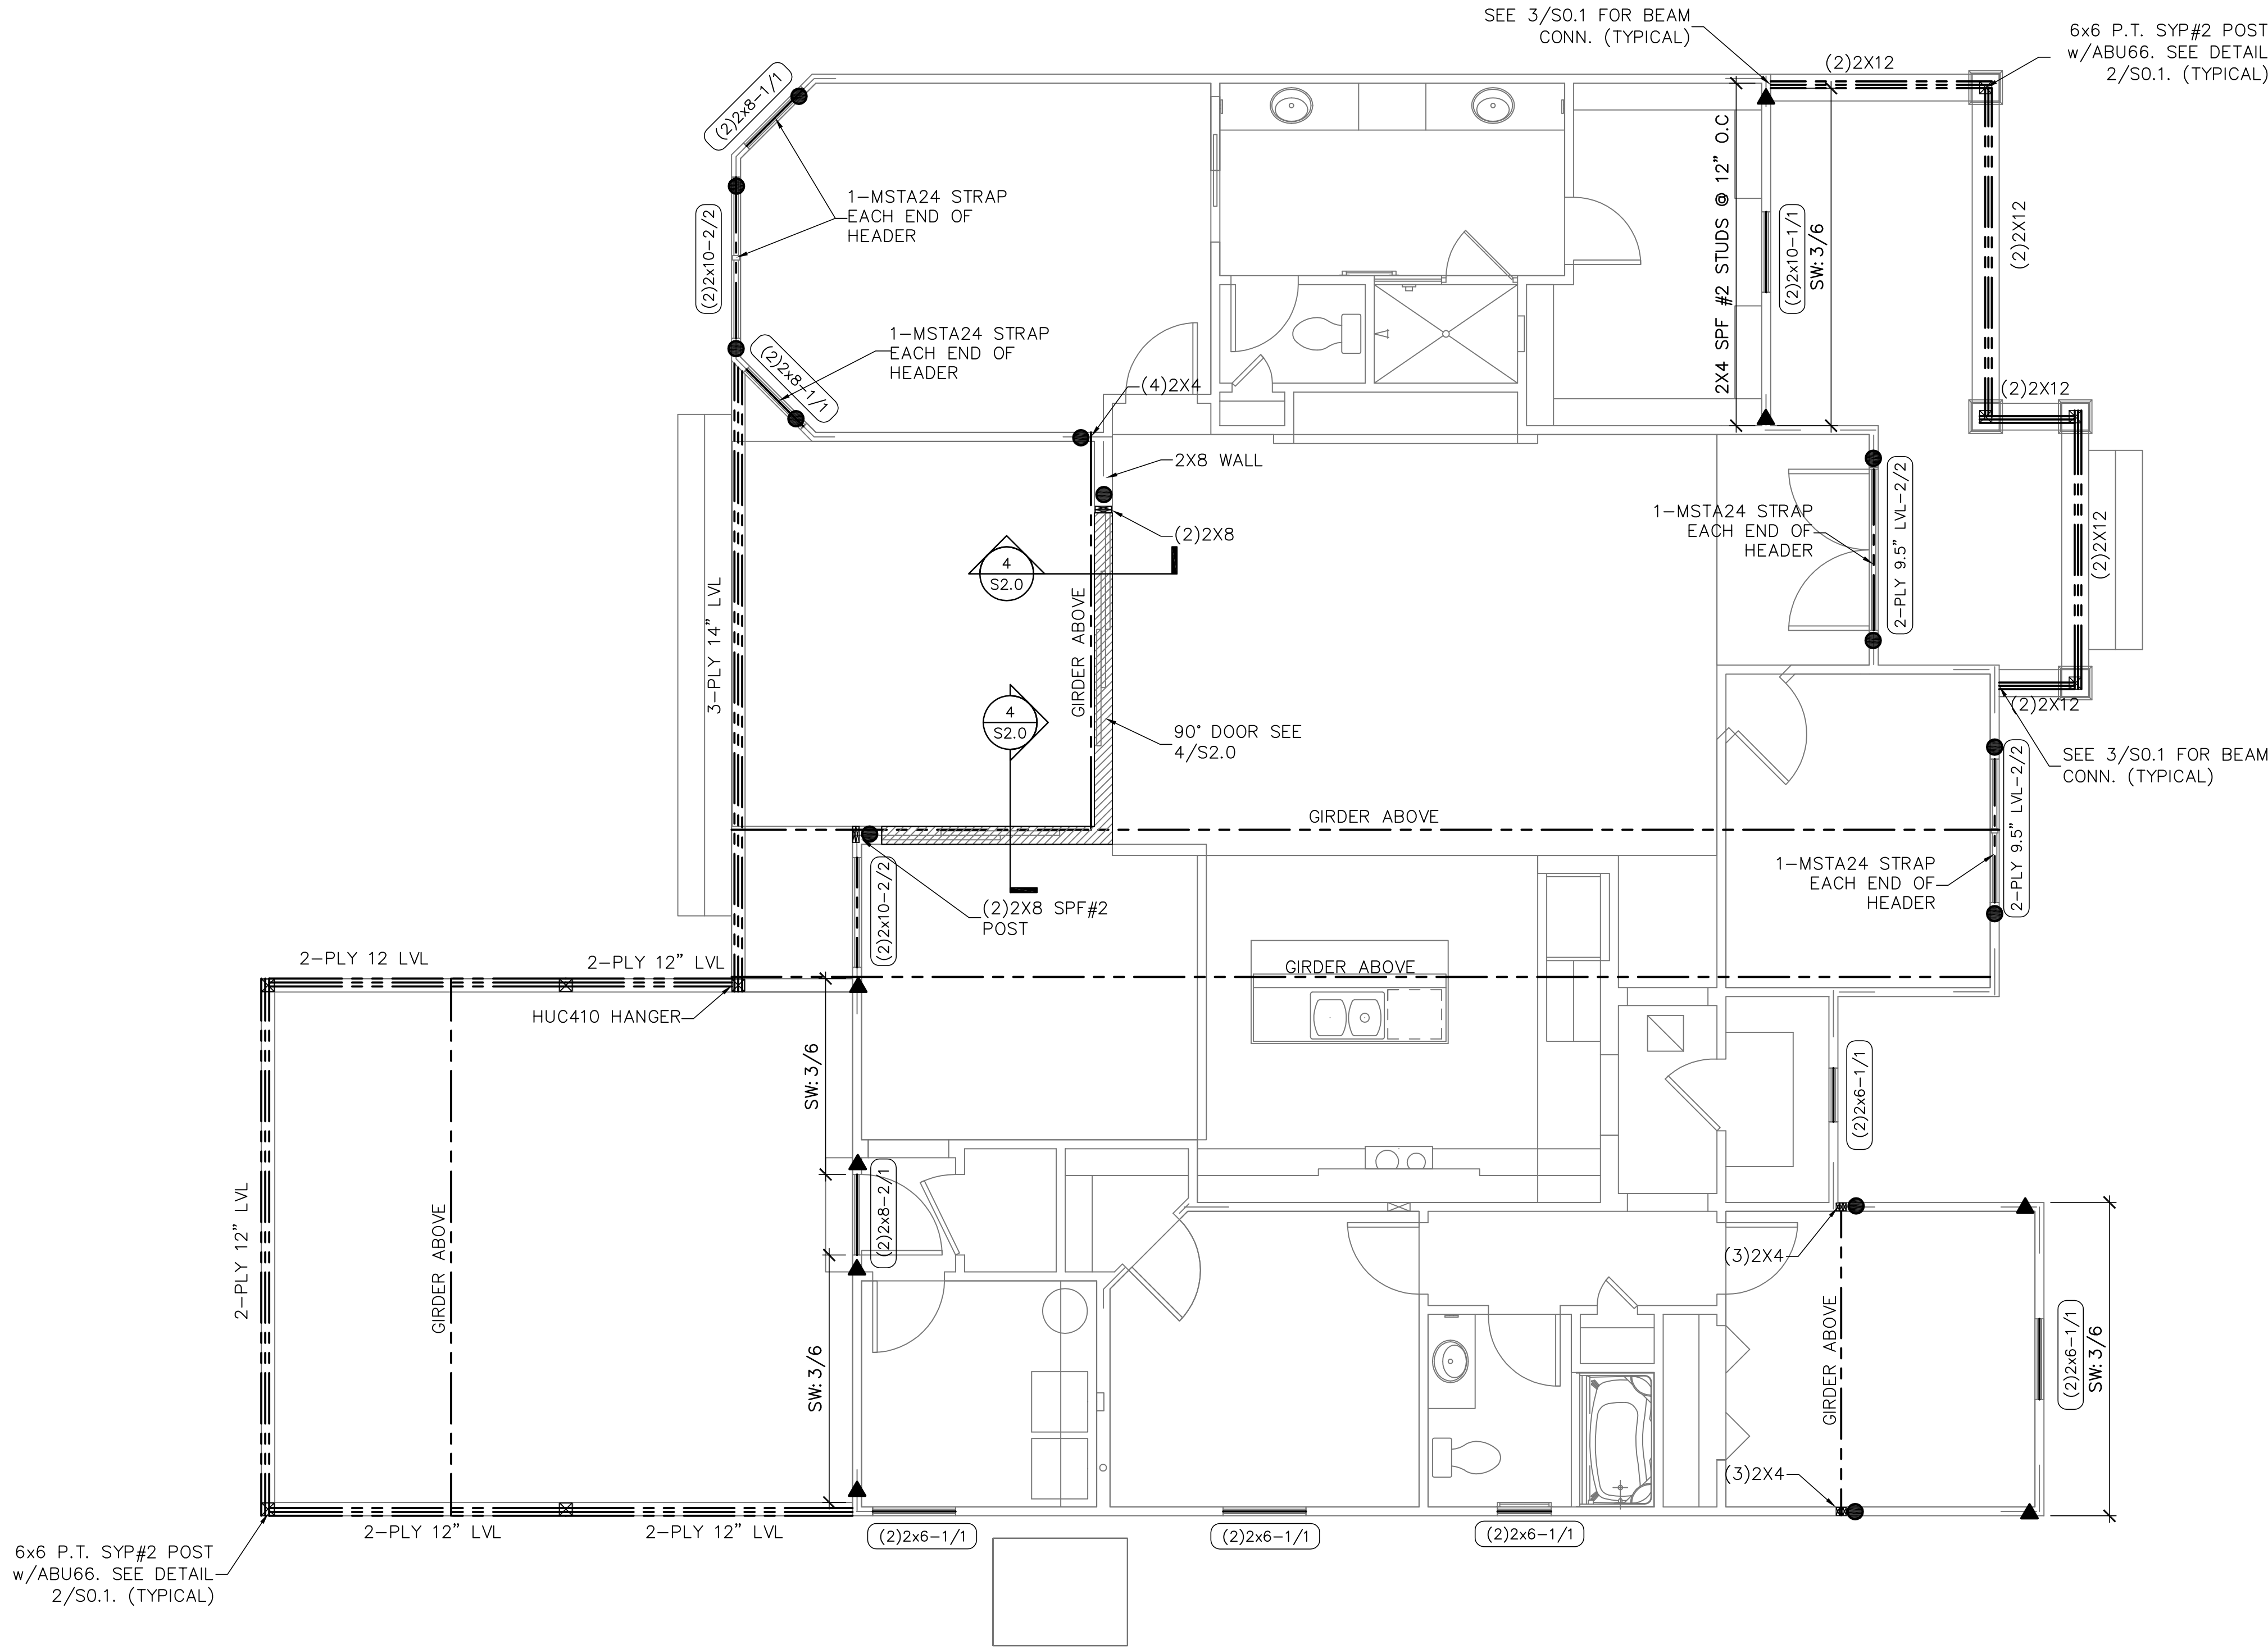 SEE 3/S0.1 FOR BEAM
CONN. (TYPICAL)
6x6 P.T. SYP#2 POST
w/ABU66. SEE DETAIL
2/S0.1. (TYPICAL)
(2)2X12
(2)2x8-1/1
1-MSTA24 STRAP
EACH END OF
HEADER
(2)2x10-2/2
2X4 SPF #2 STUDS @ 12" O.C
(2)2x10-1/1
SW: 3/6
(2)2X12
1-MSTA24 STRAP
EACH END OF
HEADER
(2)2x8-1/1
(4)2X4
(2)2X12
2X8 WALL
(2)2X8
1-MSTA24 STRAP
EACH END OF
HEADER
2-PLY 9.5" LVL-2/2
(2)2X12
4
S2.0
3-PLY 14" LVL
GIRDER ABOVE
4
S2.0
90° DOOR SEE
4/S2.0
(2)2X12
SEE 3/S0.1 FOR BEAM
CONN. (TYPICAL)
GIRDER ABOVE
2-PLY 9.5" LVL-2/2
1-MSTA24 STRAP
EACH END OF
HEADER
(2)2x10-2/2
(2)2X8 SPF#2
POST
2-PLY 12 LVL
2-PLY 12" LVL
GIRDER ABOVE
HUC410 HANGER
SW: 3/6
(2)2x6-1/1
(2)2x8-2/1
2-PLY 12" LVL
GIRDER ABOVE
(3)2X4
SW: 3/6
GIRDER ABOVE
(2)2x6-1/1
SW: 3/6
(3)2X4
2-PLY 12" LVL
2-PLY 12" LVL
(2)2x6-1/1
(2)2x6-1/1
(2)2x6-1/1
6x6 P.T. SYP#2 POST
w/ABU66. SEE DETAIL
2/S0.1. (TYPICAL)